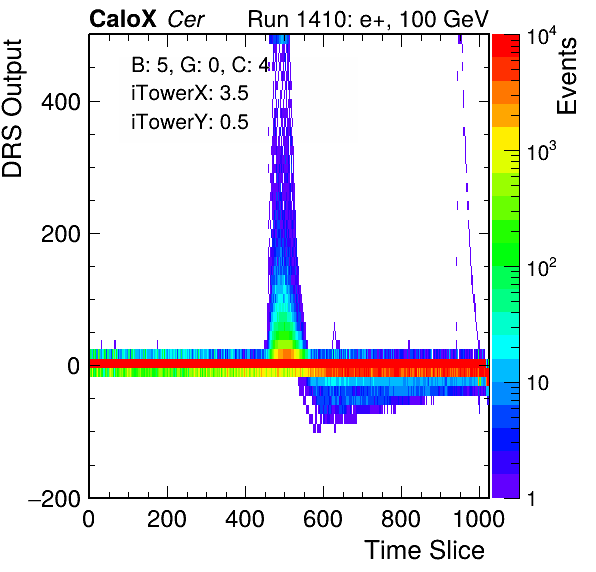 CaloX Cer Run 1410: e+, 100 GeV
DRS Output
Events
B: 5, G: 0, C: 4
iTowerX: 3.5
iTowerY: 0.5
400
200
0
−200
0 200 400 600 800 1000
Time Slice
10^4
10^3
10^2
10
1